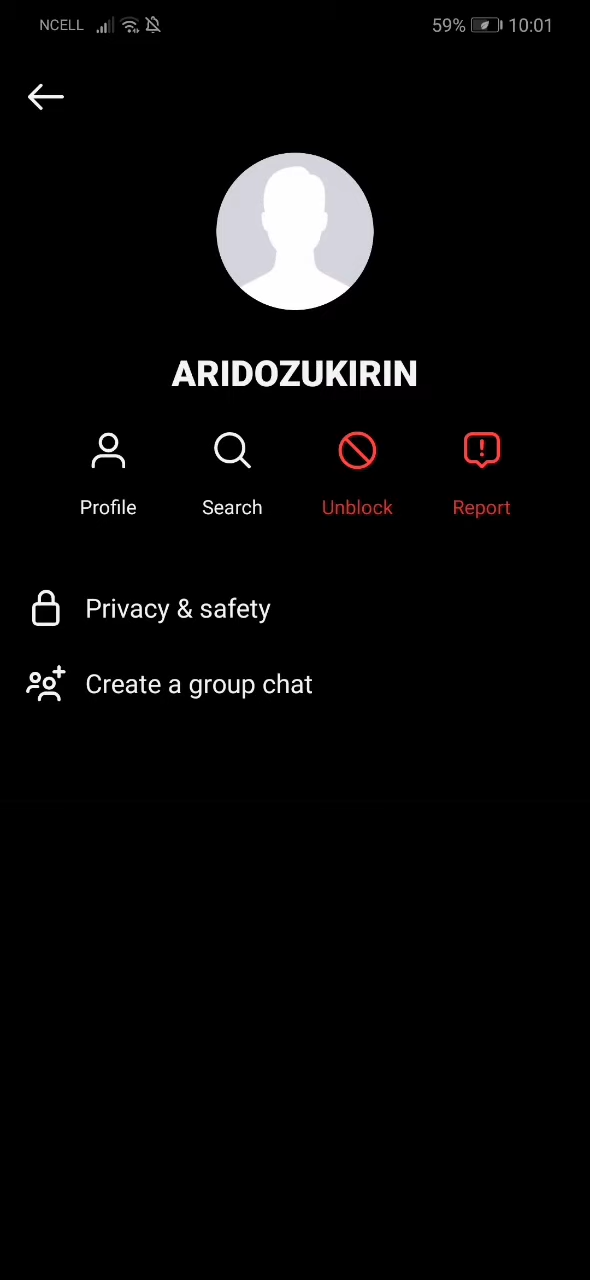 NCELL 59% 10:01
ARIDOZUKIRIN
Profile Search Unblock Report
Privacy & safety
Create a group chat